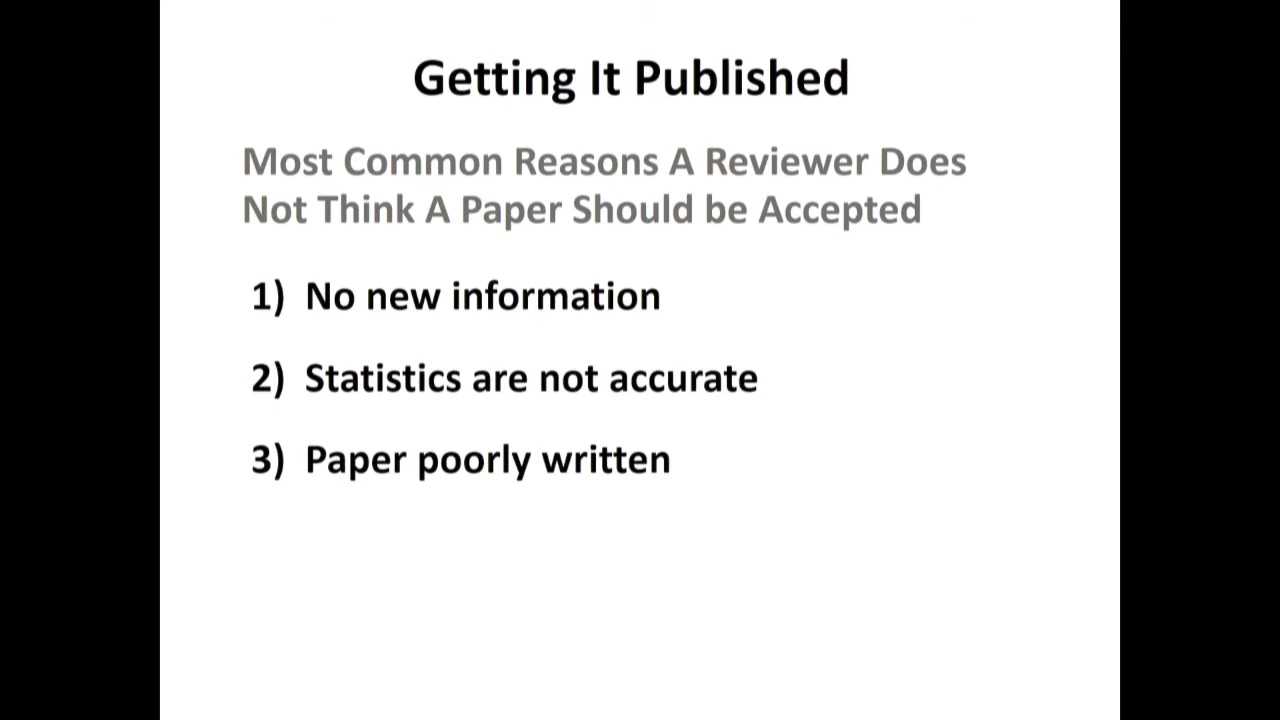 Getting It Published
Most Common Reasons A Reviewer Does
Not Think A Paper Should be Accepted
1) No new information
2) Statistics are not accurate
3) Paper poorly written